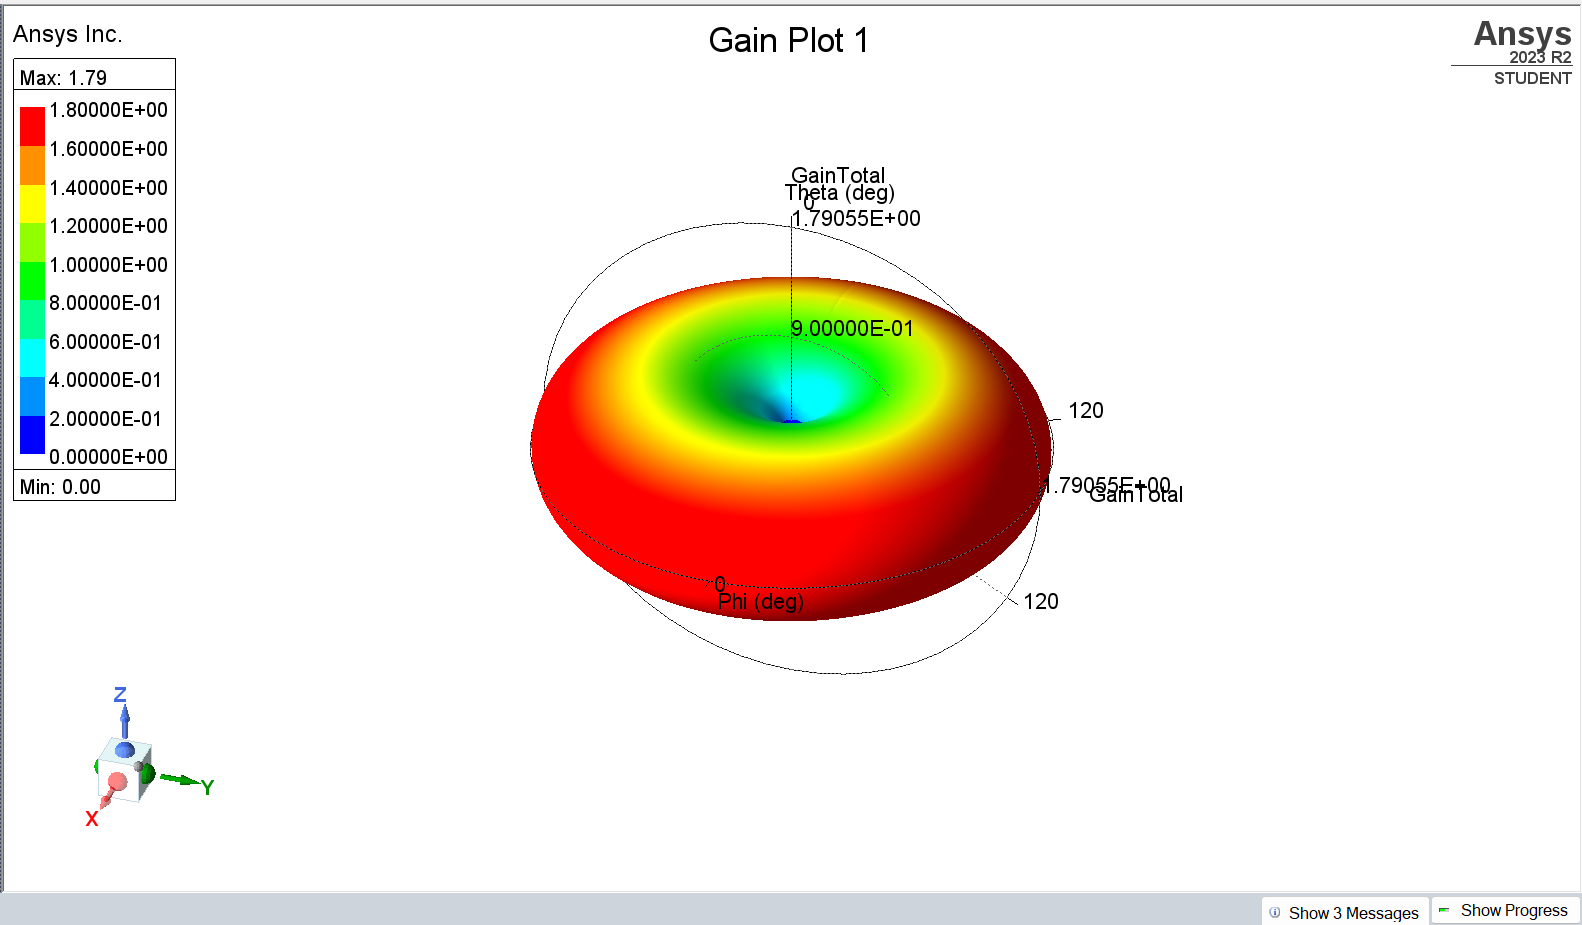 Ansys Inc.
Gain Plot 1
Ansys
2023 R2
STUDENT
Max: 1.79
1.80000E+00
1.60000E+00
1.40000E+00
1.20000E+00
1.00000E+00
8.00000E-01
6.00000E-01
4.00000E-01
2.00000E-01
0.00000E+00
Min: 0.00
GainTotal
Theta (deg)
0
1.79055E+00
9.00000E-01
120
1.79055E+00
GainTotal
0
Phi (deg)
120
Z
Y
X
Show 3 Messages
Show Progress